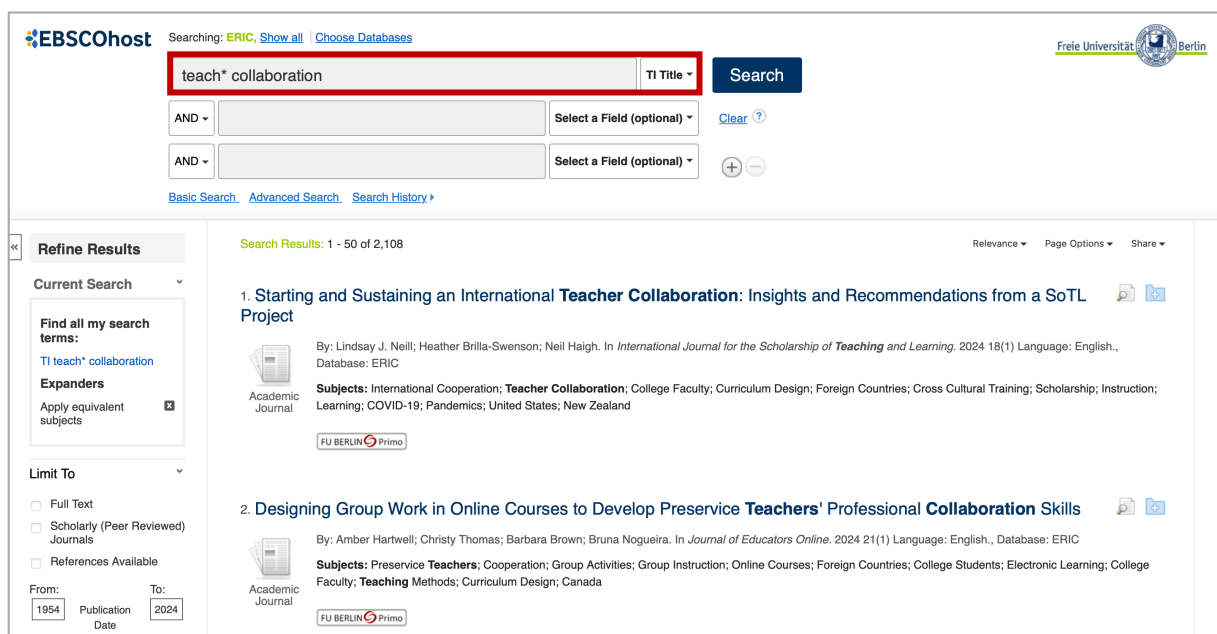 EBSCOhost
Searching: ERIC, Show all | Choose Databases
Freie Universität Berlin
teach* collaboration
TI Title
Search
AND
Select a Field (optional)
Clear ?
AND
Select a Field (optional)
Basic Search Advanced Search Search History
«
Refine Results
Current Search
Find all my search
terms:
TI teach* collaboration
Expanders
Apply equivalent
subjects
Limit To
Full Text
Scholarly (Peer Reviewed)
Journals
References Available
From: To:
1954 Publication 2024
Date
Search Results: 1 - 50 of 2,108
Relevance Page Options Share
1. Starting and Sustaining an International Teacher Collaboration: Insights and Recommendations from a SoTL
Project
Academic
Journal
By: Lindsay J. Neill; Heather Brilla-Swenson; Neil Haigh. In International Journal for the Scholarship of Teaching and Learning. 2024 18(1) Language: English.,
Database: ERIC
Subjects: International Cooperation; Teacher Collaboration; College Faculty; Curriculum Design; Foreign Countries; Cross Cultural Training; Scholarship; Instruction;
Learning; COVID-19; Pandemics; United States; New Zealand
FU BERLIN Primo
2. Designing Group Work in Online Courses to Develop Preservice Teachers' Professional Collaboration Skills
Academic
Journal
By: Amber Hartwell; Christy Thomas; Barbara Brown; Bruna Nogueira. In Journal of Educators Online. 2024 21(1) Language: English., Database: ERIC
Subjects: Preservice Teachers; Cooperation; Group Activities; Group Instruction; Online Courses; Foreign Countries; College Students; Electronic Learning; College
Faculty; Teaching Methods; Curriculum Design; Canada
FU BERLIN Primo